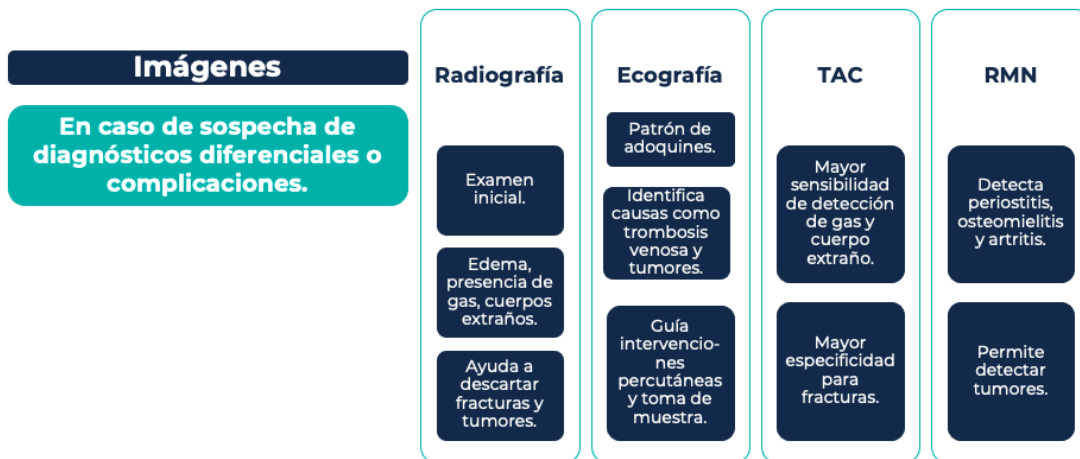 Imágenes
En caso de sospecha de
diagnósticos diferenciales o
complicaciones.
Radiografía
Examen
inicial.
Edema,
presencia de
gas, cuerpos
extraños.
Ayuda a
descartar
fracturas y
tumores.
Ecografía
Patrón de
adoquines.
Identifica
causas como
trombosis
venosa y
tumores.
Guía
intervencio-
nes
percutáneas
y toma de
muestra.
TAC
Mayor
sensibilidad
de detección
de gas y
cuerpo
extraño.
Mayor
especificidad
para
fracturas.
RMN
Detecta
periostitis,
osteomielitis
y artritis.
Permite
detectar
tumores.